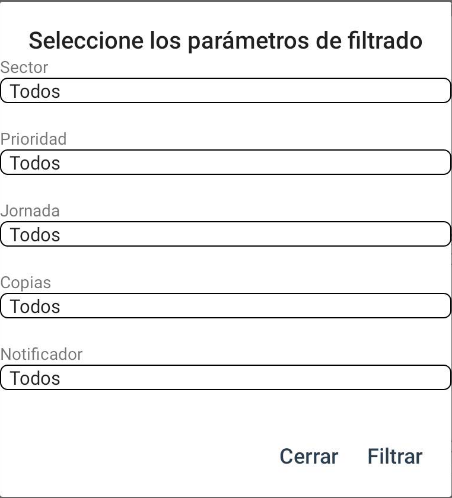 Seleccione los parámetros de filtrado
Sector
Todos
Prioridad
Todos
Jornada
Todos
Copias
Todos
Notificador
Todos
Cerrar Filtrar